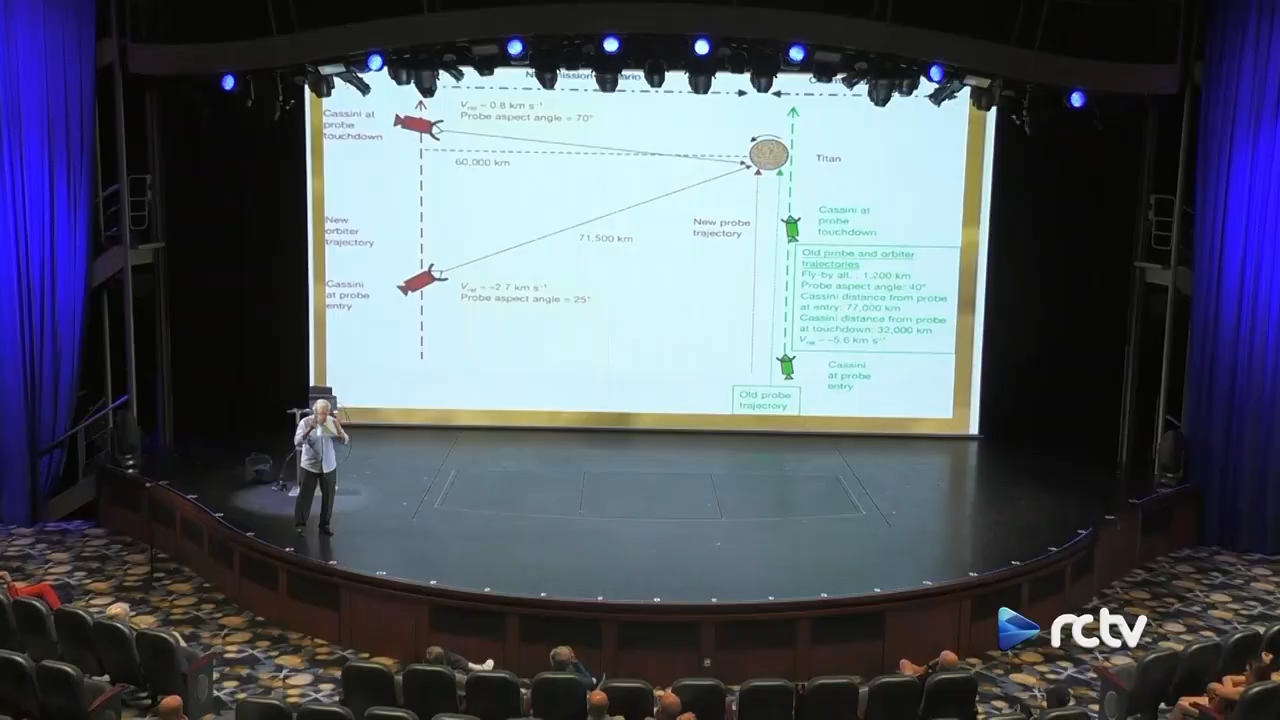 Cassini at
probe
touchdown
V ~ 0.8 km s⁻¹
Probe aspect angle = 70°
60,000 km
Titan
New
orbiter
trajectory
71,500 km
New probe
trajectory
Cassini at
probe
touchdown
Cassini
at probe
entry
V ~ −2.7 km s⁻¹
Probe aspect angle = 25°
Old probe and orbiter
trajectories
Fly-by alt. : 1,200 km
Probe aspect angle: 40°
Cassini distance from probe
at entry: 77,000 km
Cassini distance from probe
at touchdown: 32,000 km
V ~ −5.6 km s⁻¹
Cassini
at probe
entry
Old probe
trajectory
rctv